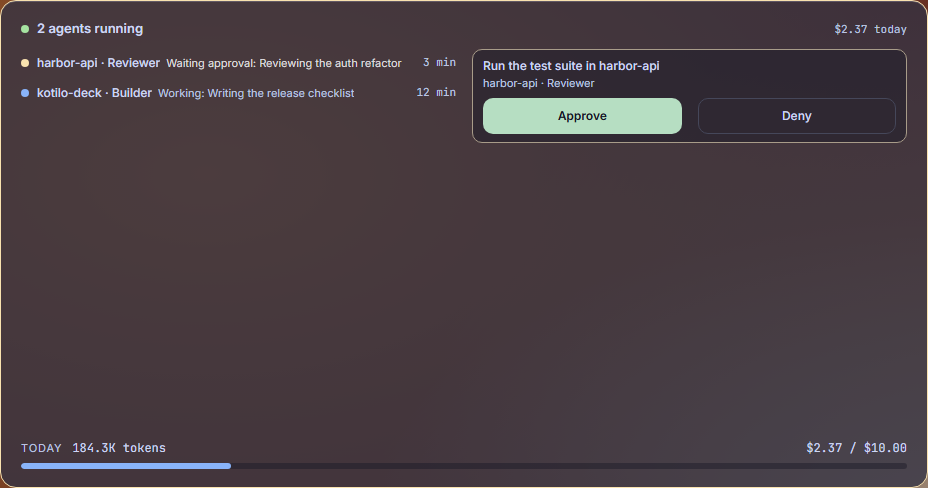 2 agents running
$2.37 today
harbor-api · Reviewer Waiting approval: Reviewing the auth refactor 3 min
kotilo-deck · Builder Working: Writing the release checklist 12 min
Run the test suite in harbor-api
harbor-api · Reviewer
Approve
Deny
TODAY 184.3K tokens
$2.37 / $10.00